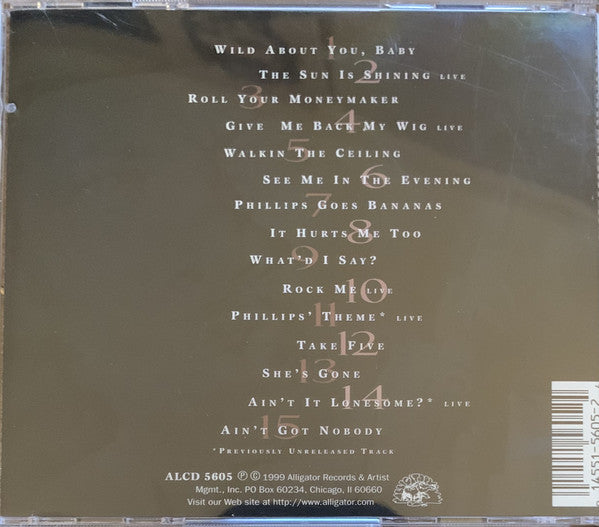 1 Wild About You, Baby
2 The Sun Is Shining live
3 Roll Your Moneymaker
4 Give Me Back My Wig live
5 Walkin The Ceiling
6 See Me In The Evening
7 Phillips Goes Bananas
8 It Hurts Me Too
9 What'd I Say?
10 Rock Me live
11 Phillips' Theme* live
12 Take Five
13 She's Gone
14 Ain't It Lonesome?* live
15 Ain't Got Nobody
*Previously Unreleased Track
ALCD 5605 ℗ © 1999 Alligator Records & Artist
Mgmt., Inc. PO Box 60234, Chicago, Il 60660
Visit our Web site at http://www.alligator.com
14551-5605-2